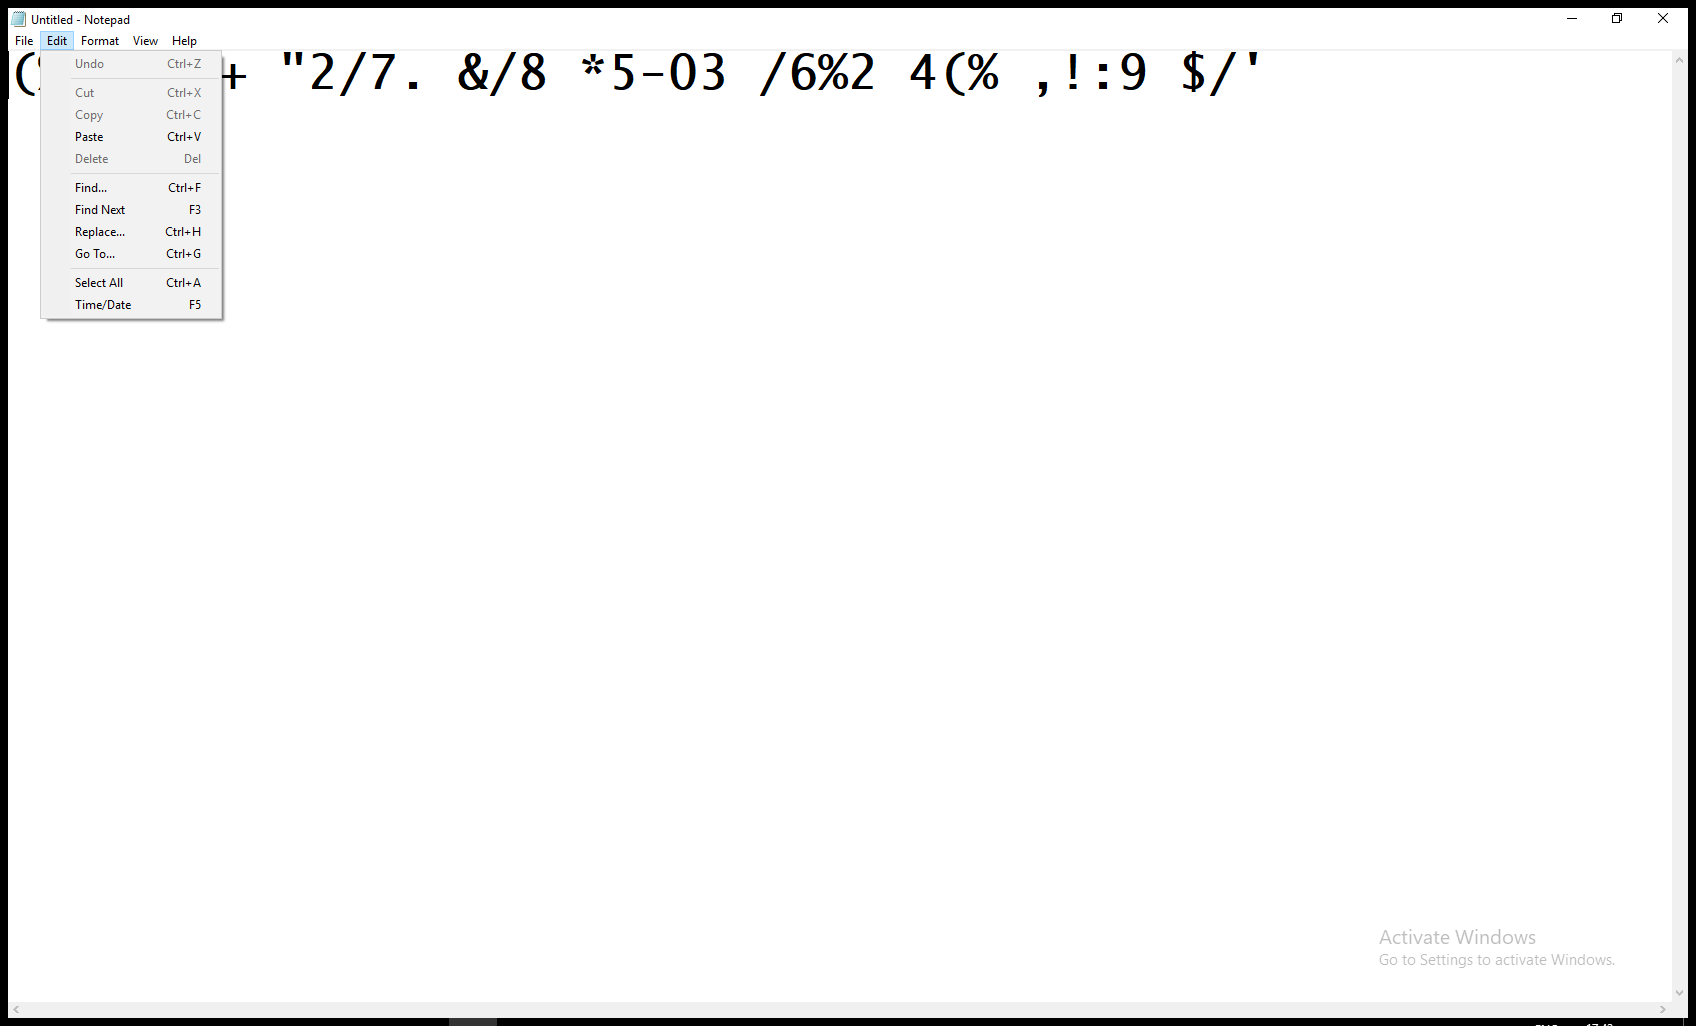 Untitled - Notepad
File Edit Format View Help
+ "2/7. &/8 *5-03 /6%2 4(% ,!:9 $/'
Undo Ctrl+Z
Cut Ctrl+X
Copy Ctrl+C
Paste Ctrl+V
Delete Del
Find... Ctrl+F
Find Next F3
Replace... Ctrl+H
Go To... Ctrl+G
Select All Ctrl+A
Time/Date F5
Activate Windows
Go to Settings to activate Windows.